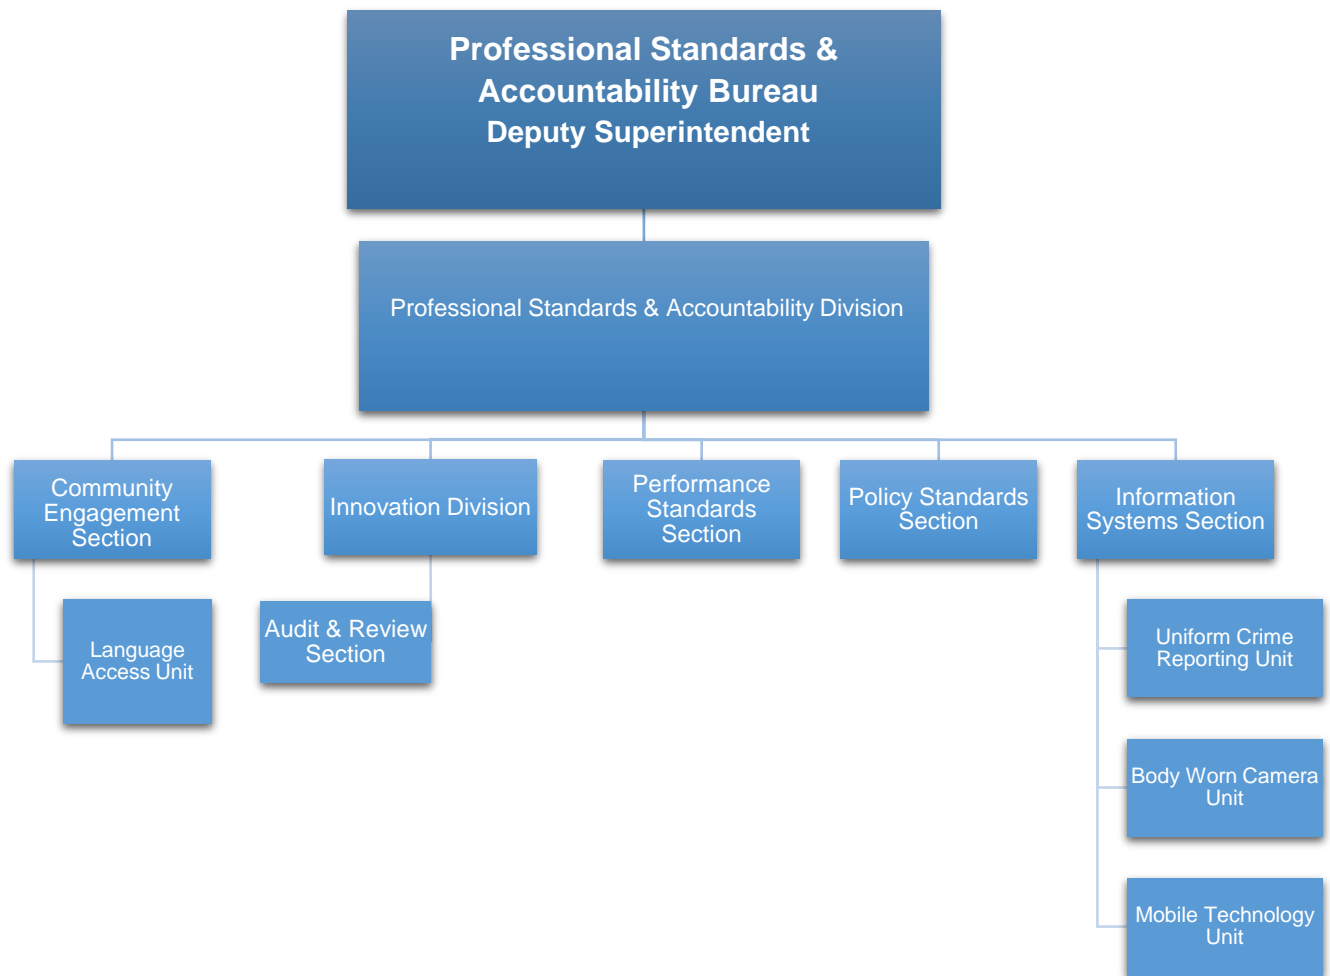 Professional Standards &
Accountability Bureau
Deputy Superintendent
Professional Standards & Accountability Division
Community
Engagement
Section
Innovation Division
Performance
Standards
Section
Policy Standards
Section
Information
Systems Section
Language
Access Unit
Audit & Review
Section
Uniform Crime
Reporting Unit
Body Worn Camera
Unit
Mobile Technology
Unit